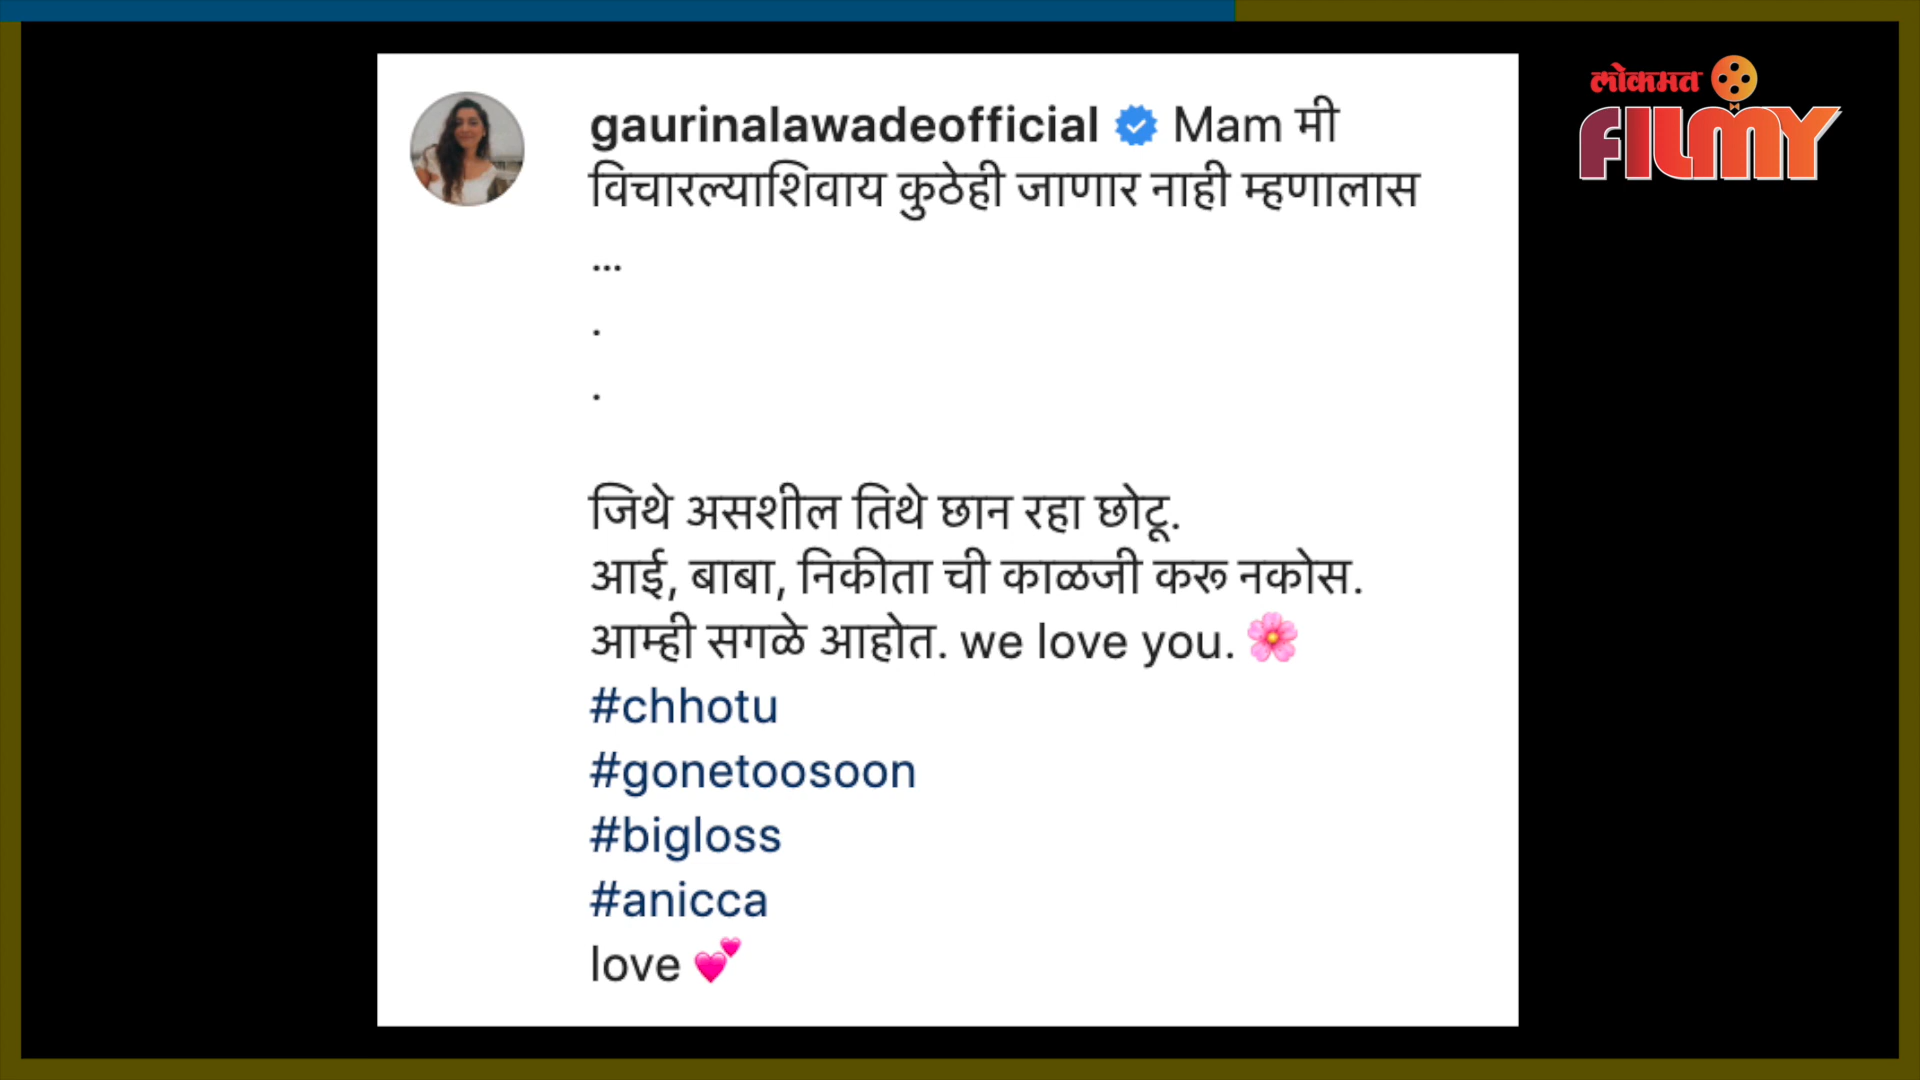 लोकमत
FILMY
gaurinalawadeofficial Mam मी
विचारल्याशिवाय कुठेही जाणार नाही म्हणालास
...
.
.
जिथे असशील तिथे छान रहा छोटू.
आई, बाबा, निकीता ची काळजी करू नकोस.
आम्ही सगळे आहोत. we love you. 🌸
#chhotu
#gonetoosoon
#bigloss
#anicca
love 💕